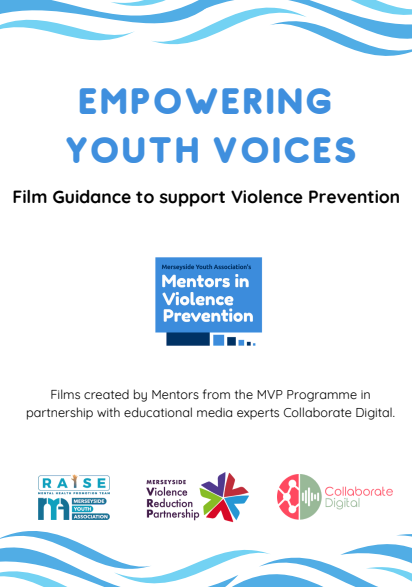 EMPOWERING
YOUTH VOICES
Film Guidance to support Violence Prevention
Merseyside Youth Association's
Mentors in
Violence
Prevention
Films created by Mentors from the MVP Programme in
partnership with educational media experts Collaborate Digital.
RAISE
MENTAL HEALTH PROMOTION TEAM
MYA
MERSEYSIDE
YOUTH
ASSOCIATION
MERSEYSIDE
Violence
Reduction
Partnership
Collaborate
Digital